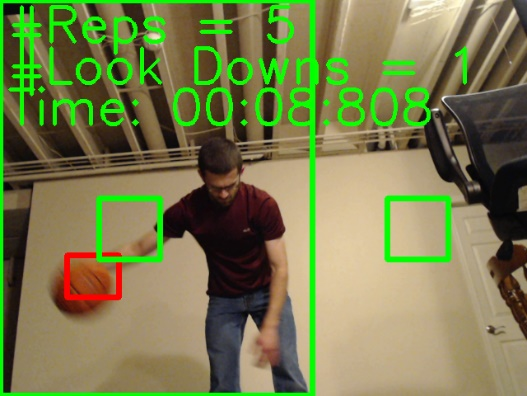 #Reps = 5
#Look Downs = 1
Time: 00:08:808